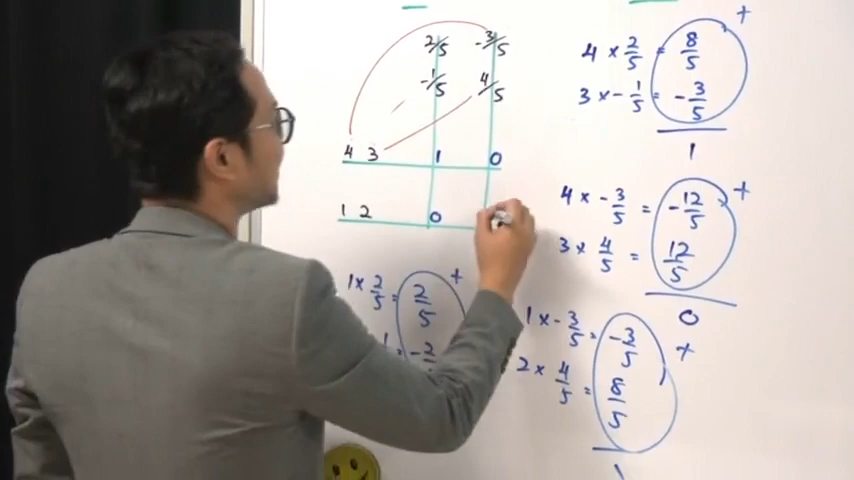 2/5 -3/5
-1/5 4/5
4 3 1 0
1 2 0
4 × 2/5 = 8/5 +
3 × -1/5 = -3/5
1
4 × -3/5 = -12/5 +
3 × 4/5 = 12/5
0
1 × 2/5 = 2/5 +
= -2
1 × -3/5 = -3/5 +
2 × 4/5 = 8/5
1